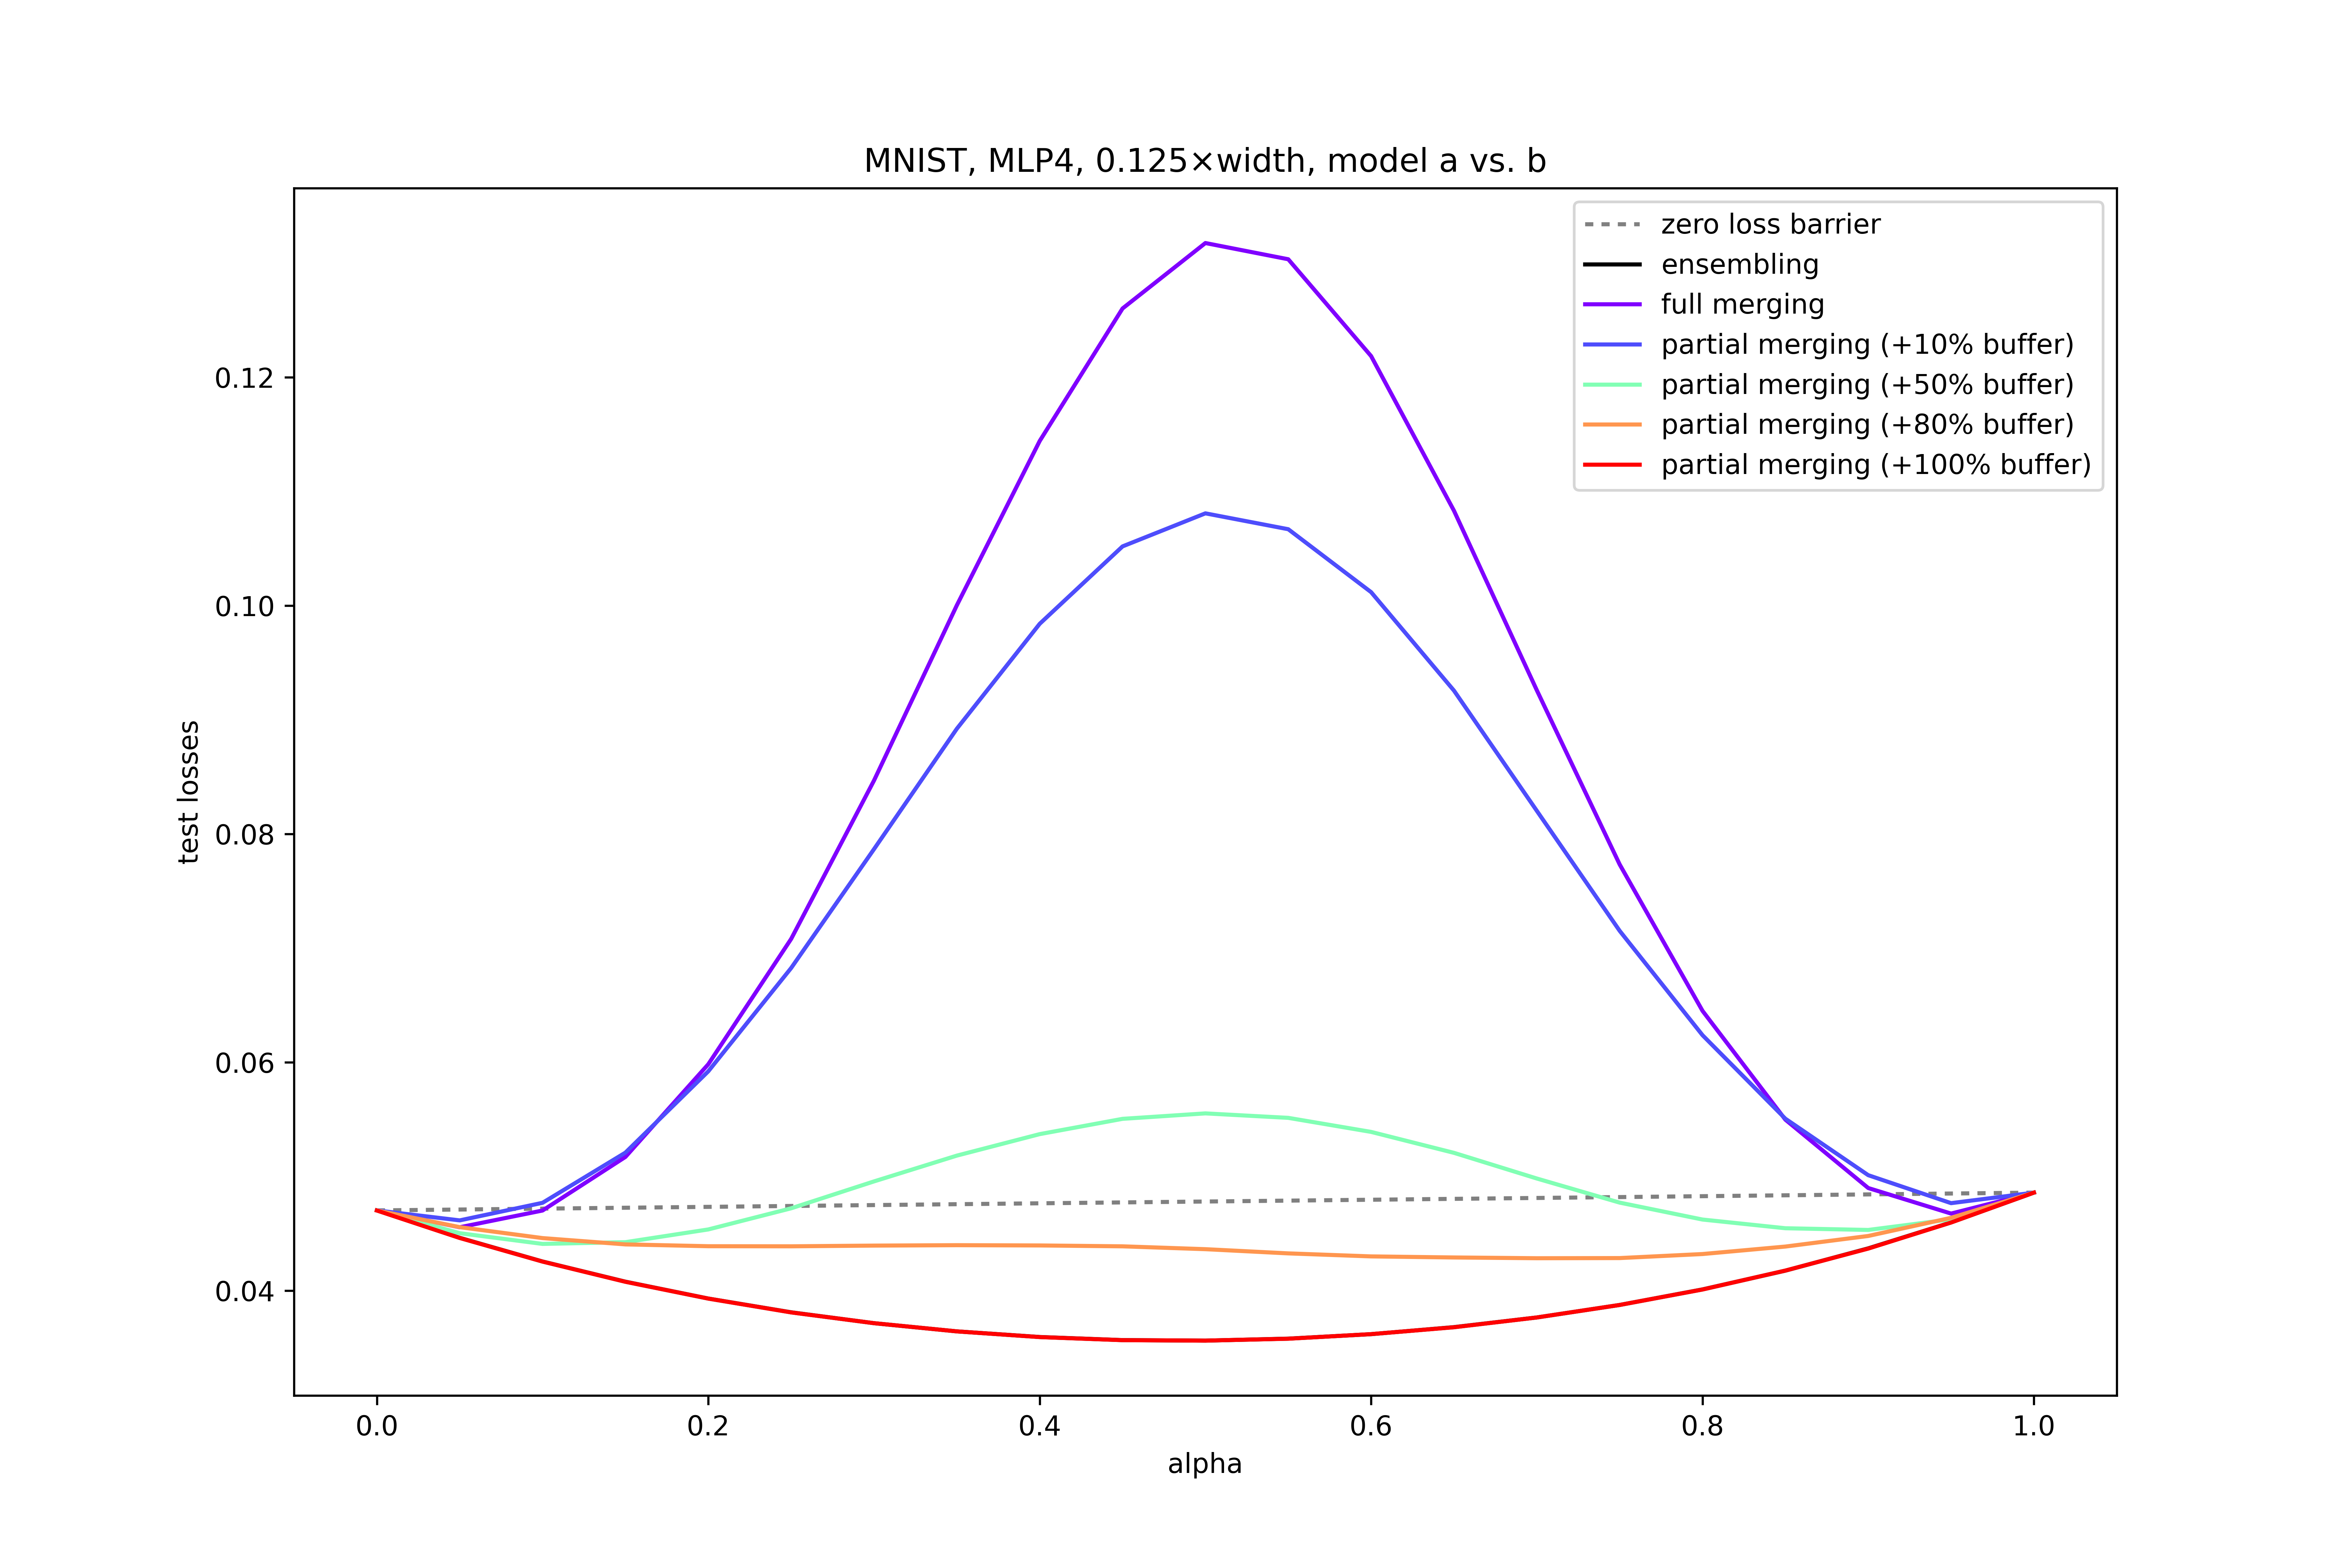 MNIST, MLP4, 0.125×width, model a vs. b
zero loss barrier
ensembling
full merging
partial merging (+10% buffer)
partial merging (+50% buffer)
partial merging (+80% buffer)
partial merging (+100% buffer)
0.12
0.10
0.08
0.06
0.04
test losses
0.0 0.2 0.4 0.6 0.8 1.0
alpha